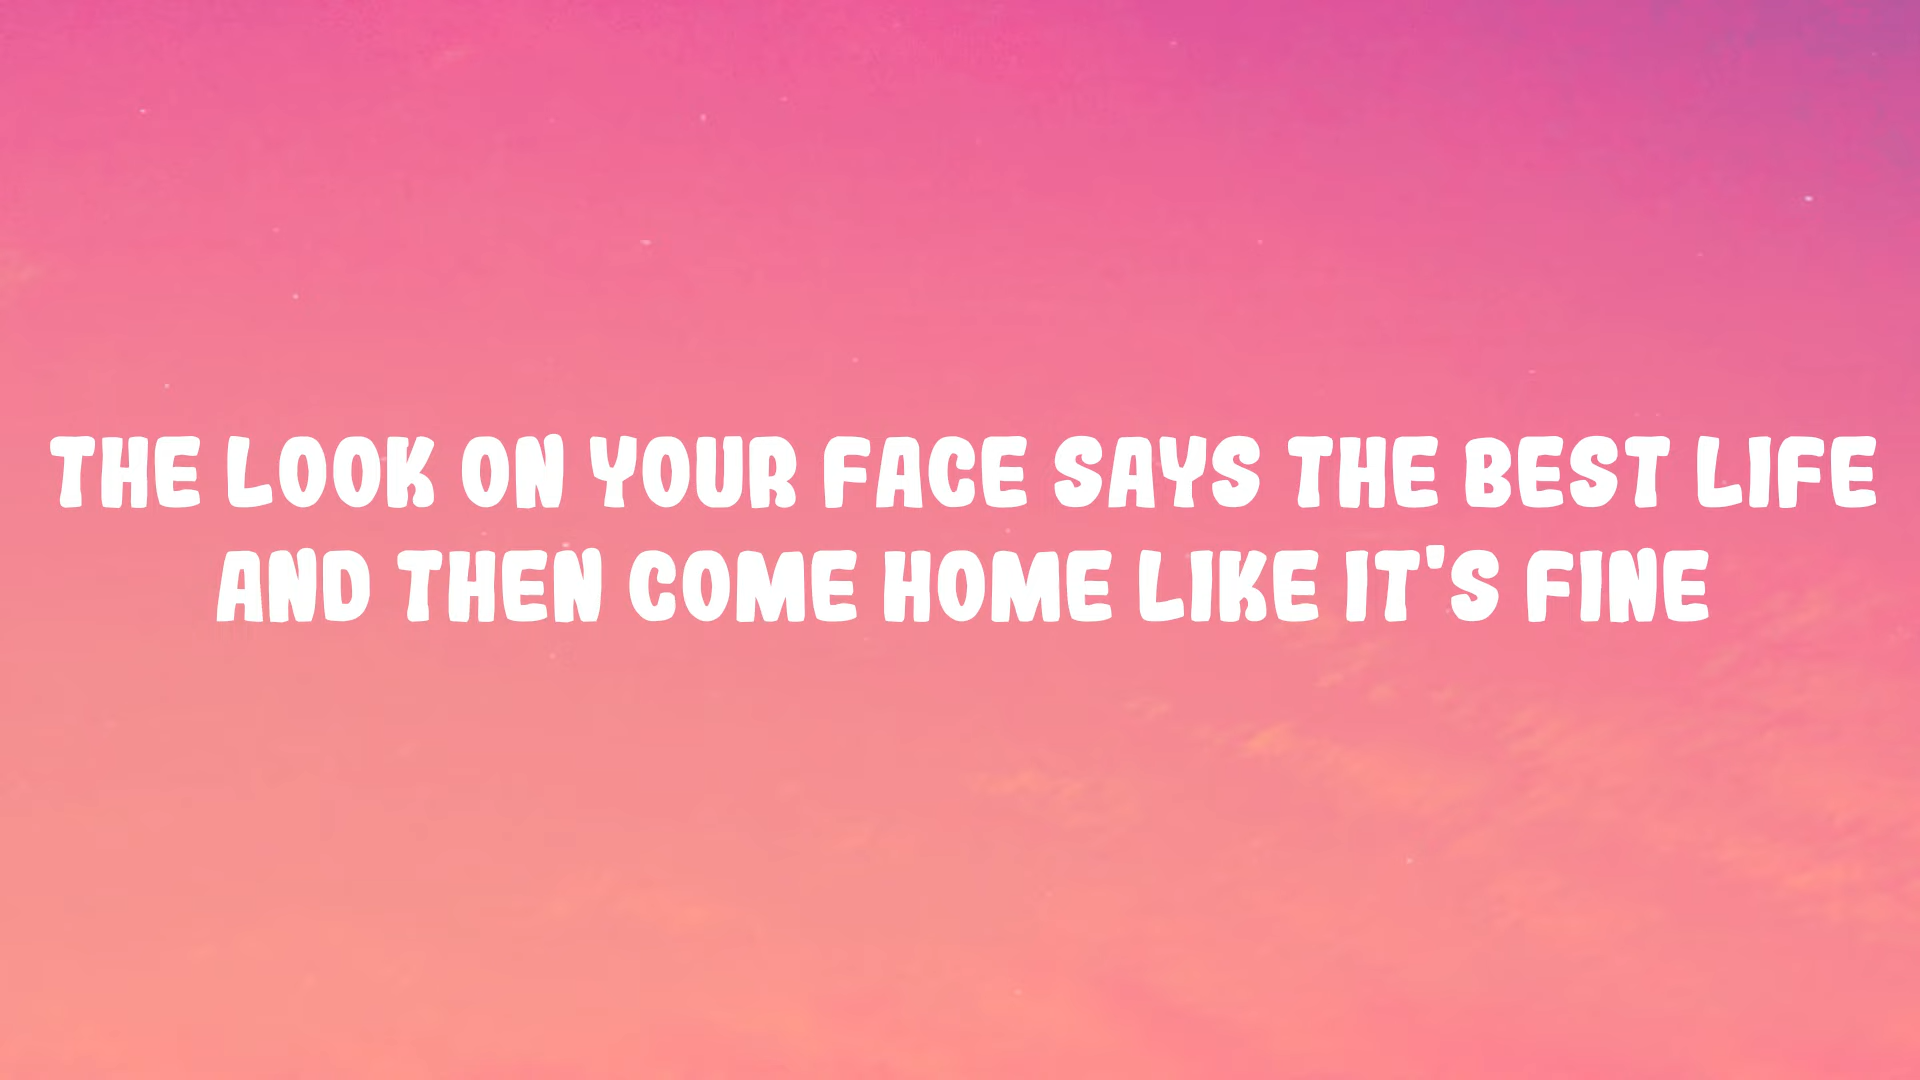 THE LOOK ON YOUR FACE SAYS THE BEST LIFE
AND THEN COME HOME LIKE IT'S FINE